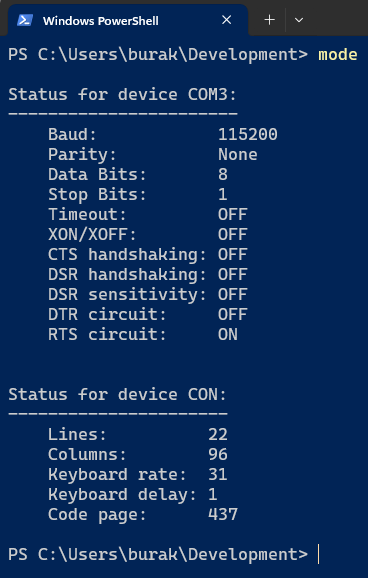 Windows PowerShell
PS C:\Users\burak\Development> mode
Status for device COM3:
-----------------------
    Baud:            115200
    Parity:          None
    Data Bits:       8
    Stop Bits:       1
    Timeout:         OFF
    XON/XOFF:        OFF
    CTS handshaking: OFF
    DSR handshaking: OFF
    DSR sensitivity: OFF
    DTR circuit:     OFF
    RTS circuit:     ON
Status for device CON:
----------------------
    Lines:          22
    Columns:        96
    Keyboard rate:  31
    Keyboard delay: 1
    Code page:      437
PS C:\Users\burak\Development>